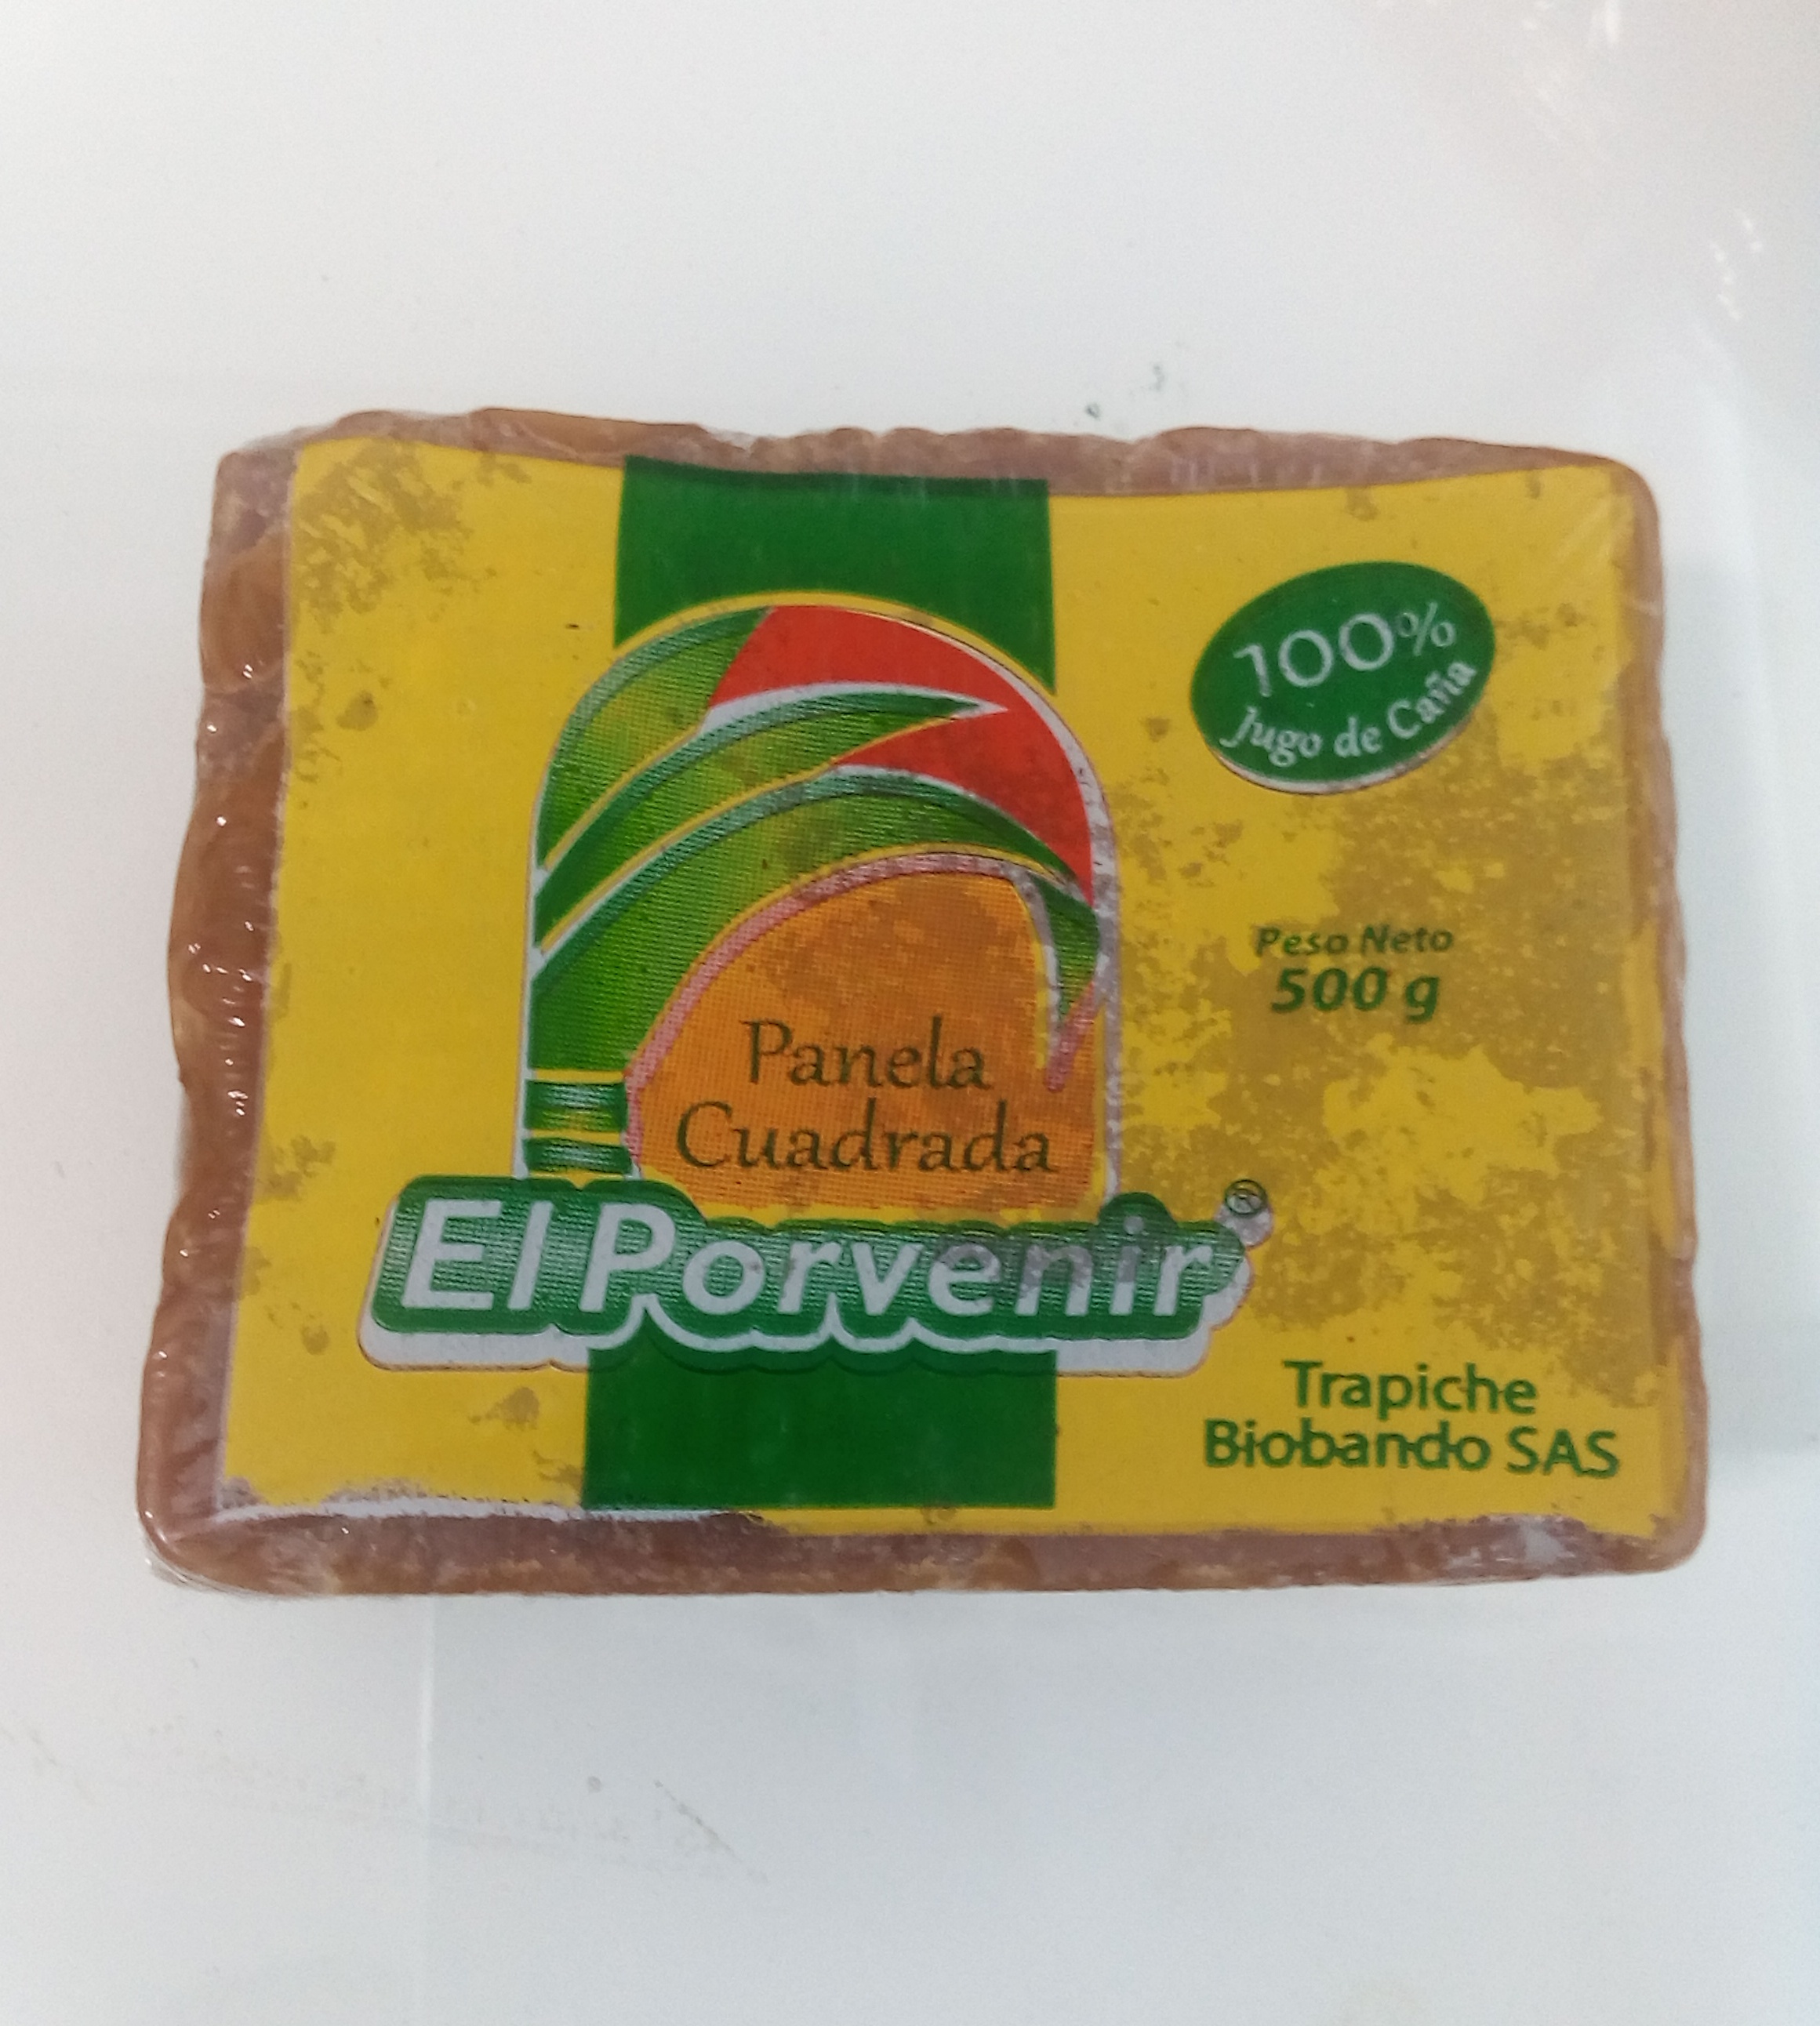 100%
Jugo de Caña
Peso Neto
500 g
Panela
Cuadrada
El Porvenir®
Trapiche
Biobando SAS